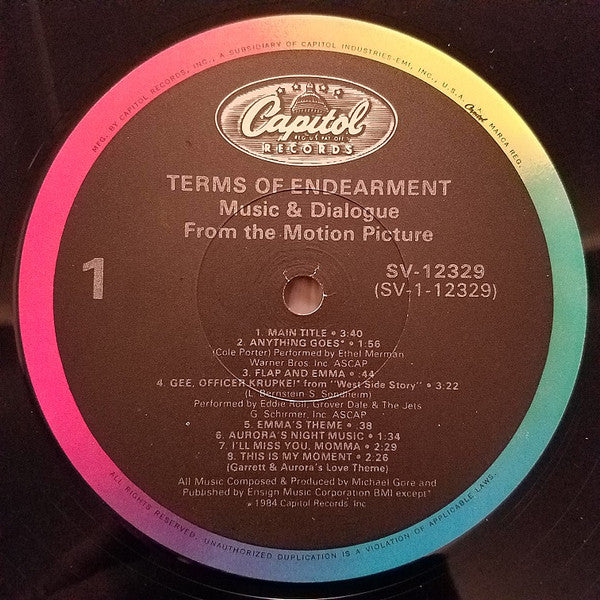 MFD. BY CAPITOL RECORDS, INC., A SUBSIDIARY OF CAPITOL INDUSTRIES-EMI, INC., U.S.A. Capitol MARCA REG.
Capitol
REG. U.S. PAT. OFF.
RECORDS
TERMS OF ENDEARMENT
Music & Dialogue
From the Motion Picture
1
SV-12329
(SV-1-12329)
1. MAIN TITLE • 3:40
2. ANYTHING GOES* • 1:56
(Cole Porter) Performed by Ethel Merman
Warner Bros. Inc. ASCAP
3. FLAP AND EMMA • :44
4. GEE, OFFICER KRUPKE!* from "West Side Story" • 3:22
(L. Bernstein S. Sondheim)
Performed by Eddie Roll, Grover Dale & The Jets
G. Schirmer, Inc. ASCAP
5. EMMA'S THEME • .38
6. AURORA'S NIGHT MUSIC • 1:34
7. I'LL MISS YOU, MOMMA • 2:29
8. THIS IS MY MOMENT • 2:26
(Garrett & Aurora's Love Theme)
All Music Composed & Produced by Michael Gore and
Published by Ensign Music Corporation BMI except*
1984 Capitol Records, Inc.
ALL RIGHTS RESERVED. UNAUTHORIZED DUPLICATION IS A VIOLATION OF APPLICABLE LAWS.